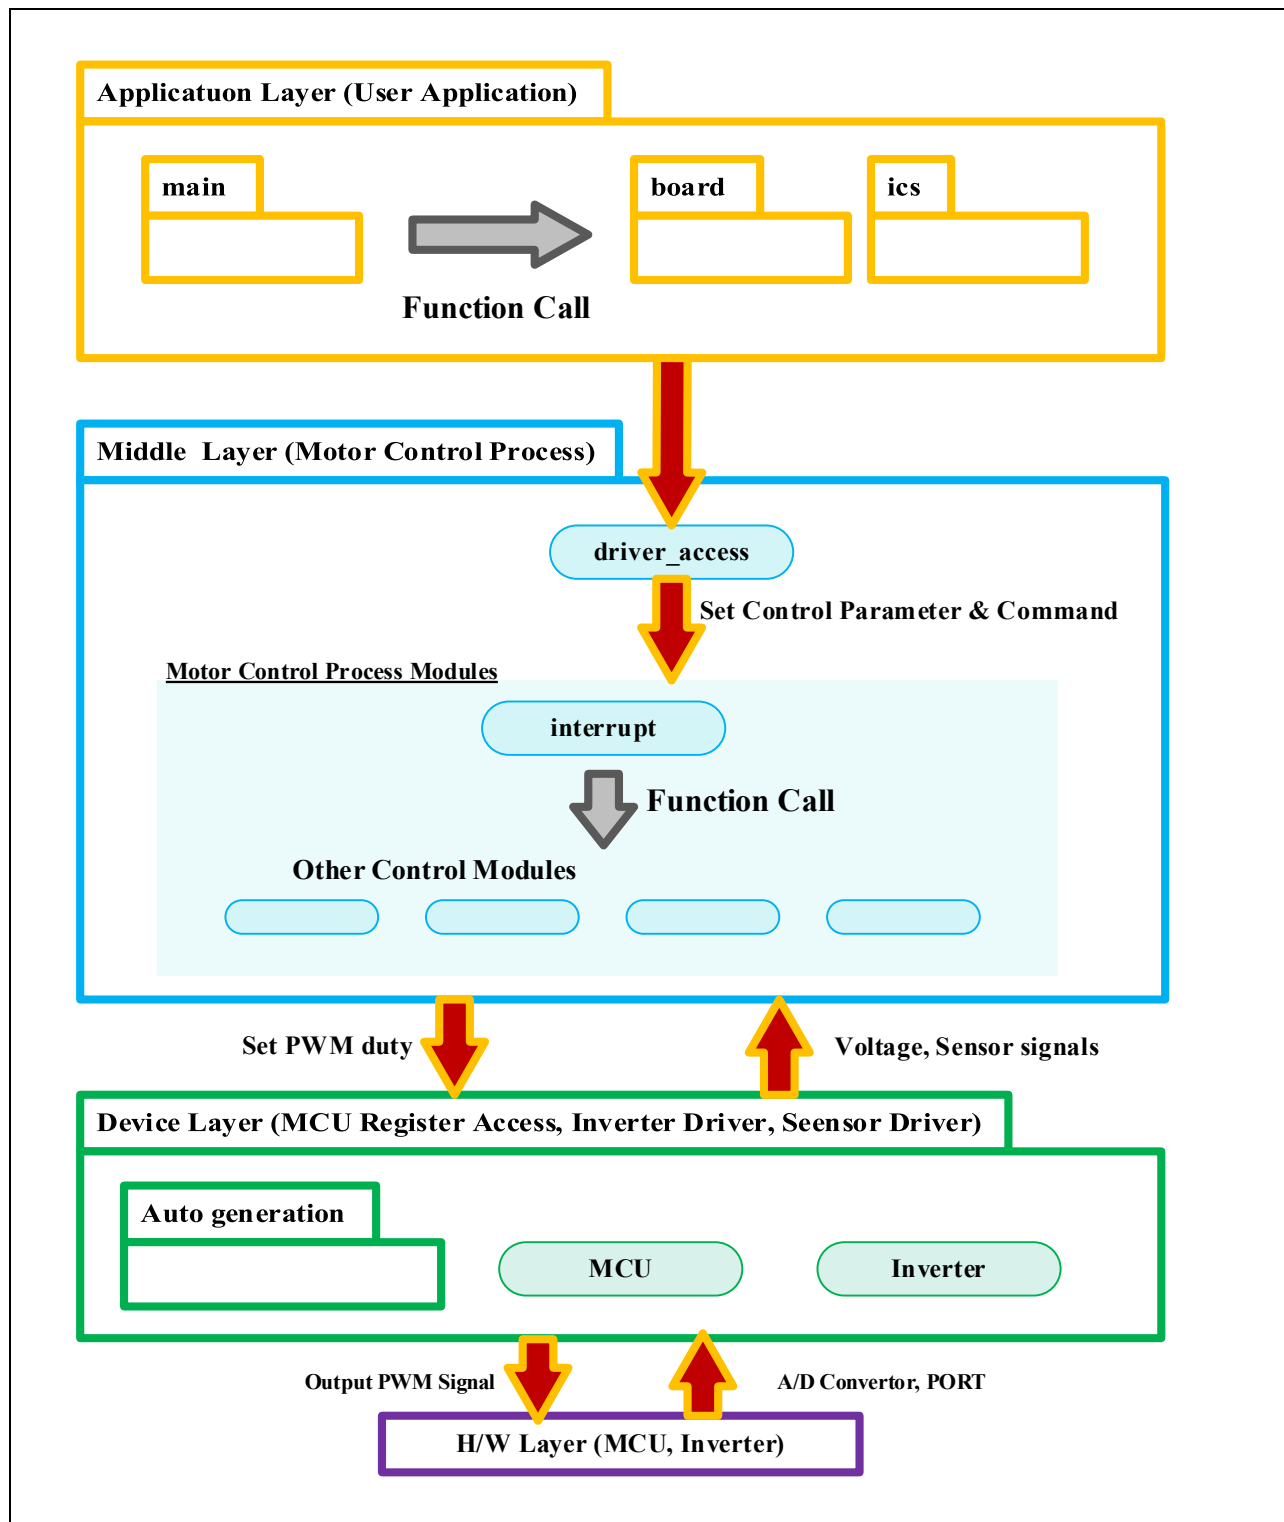 Applicatuon Layer (User Application)
main
board
ics
Function Call
Middle  Layer (Motor Control Process)
driver_access
Set Control Parameter & Command
Motor Control Process Modules
interrupt
Function Call
Other Control Modules
Set PWM duty
Voltage, Sensor signals
Device Layer (MCU Register Access, Inverter Driver, Seensor Driver)
Auto generation
MCU
Inverter
Output PWM Signal
A/D Convertor, PORT
H/W Layer (MCU, Inverter)